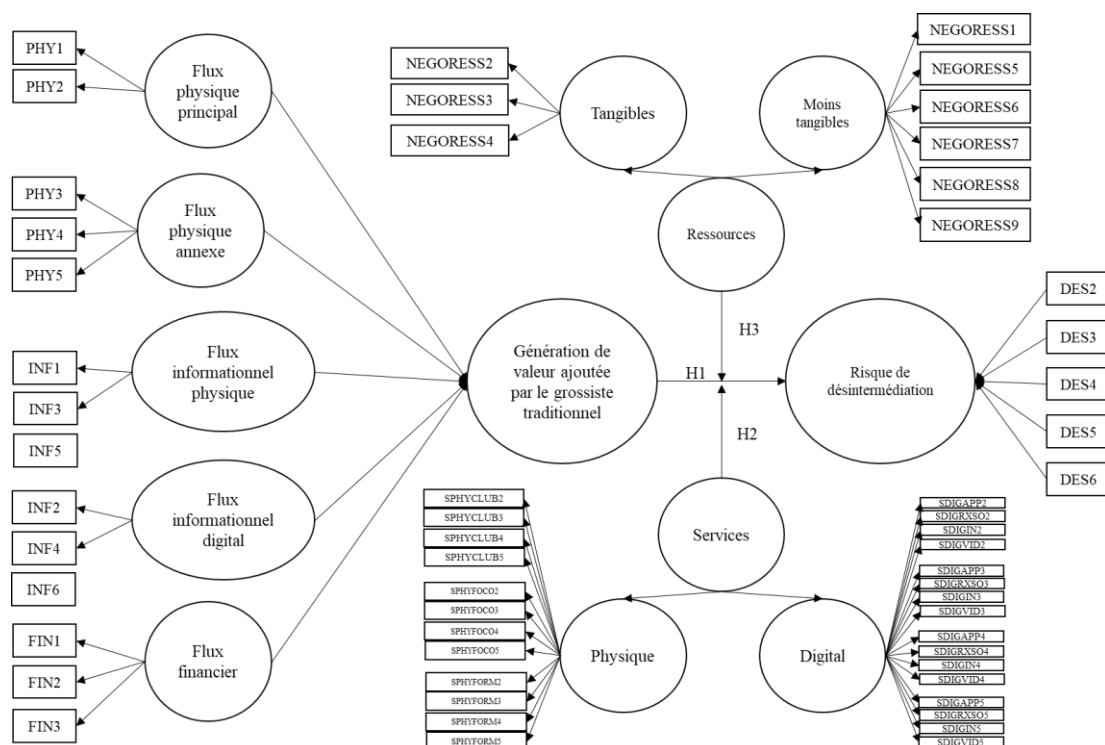 PHY1
PHY2
Flux
physique
principal
PHY3
PHY4
PHY5
Flux
physique
annexe
INF1
INF3
INF5
Flux
informationnel
physique
INF2
INF4
INF6
Flux
informationnel
digital
FIN1
FIN2
FIN3
Flux
financier
NEGORESS2
NEGORESS3
NEGORESS4
Tangibles
Moins
tangibles
NEGORESS1
NEGORESS5
NEGORESS6
NEGORESS7
NEGORESS8
NEGORESS9
Ressources
H3
Génération de
valeur ajoutée
par le grossiste
traditionnel
H1
H2
Risque de
désintermédiation
DES2
DES3
DES4
DES5
DES6
Services
SPHYCLUB2
SPHYCLUB3
SPHYCLUB4
SPHYCLUB5
SPHYFOCO2
SPHYFOCO3
SPHYFOCO4
SPHYFOCO5
SPHYFORM2
SPHYFORM3
SPHYFORM4
SPHYFORM5
Physique
Digital
SDIGAPP2
SDIGRXSO2
SDIGIN2
SDIGVID2
SDIGAPP3
SDIGRXSO3
SDIGIN3
SDIGVID3
SDIGAPP4
SDIGRXSO4
SDIGIN4
SDIGVID4
SDIGAPP5
SDIGRXSO5
SDIGIN5
SDIGVID5